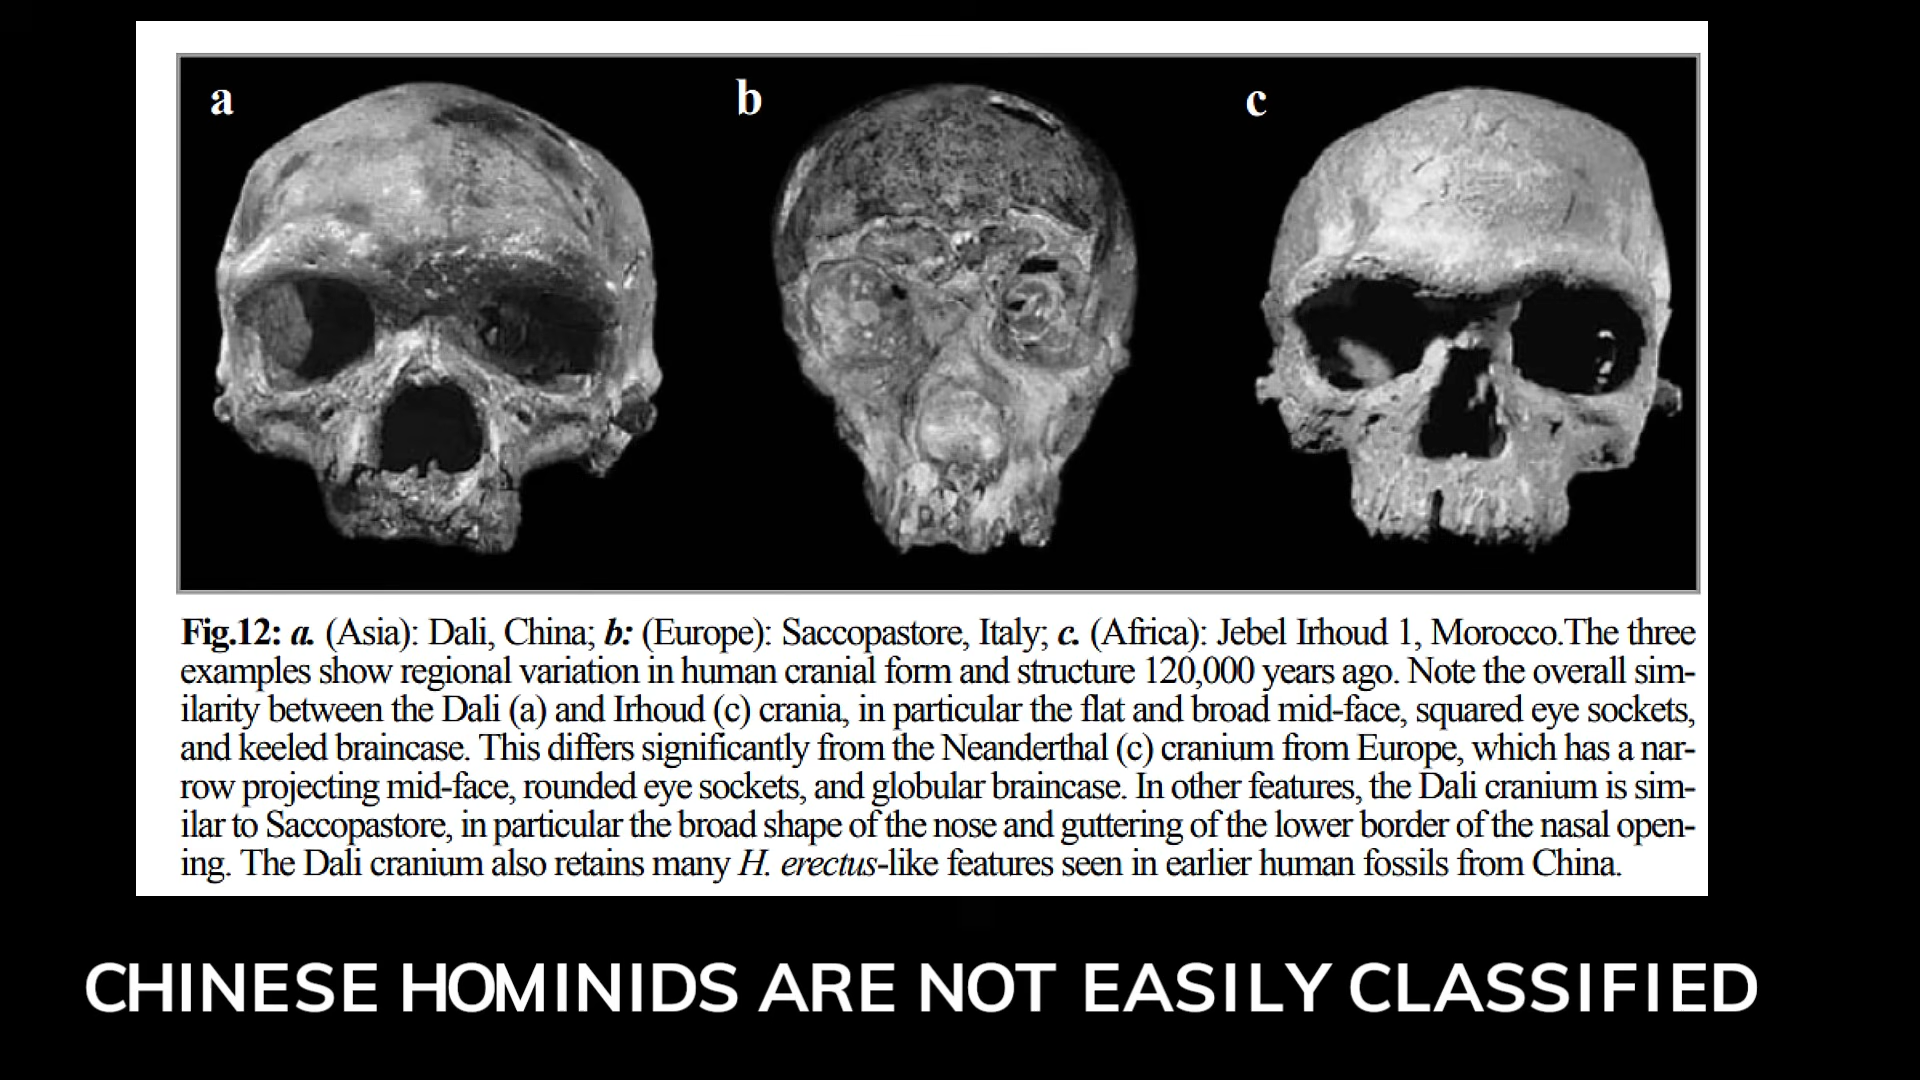 a b c
Fig.12: a. (Asia): Dali, China; b: (Europe): Saccopastore, Italy; c. (Africa): Jebel Irhoud 1, Morocco.The three
examples show regional variation in human cranial form and structure 120,000 years ago. Note the overall sim-
ilarity between the Dali (a) and Irhoud (c) crania, in particular the flat and broad mid-face, squared eye sockets,
and keeled braincase. This differs significantly from the Neanderthal (c) cranium from Europe, which has a nar-
row projecting mid-face, rounded eye sockets, and globular braincase. In other features, the Dali cranium is sim-
ilar to Saccopastore, in particular the broad shape of the nose and guttering of the lower border of the nasal open-
ing. The Dali cranium also retains many H. erectus-like features seen in earlier human fossils from China.
CHINESE HOMINIDS ARE NOT EASILY CLASSIFIED